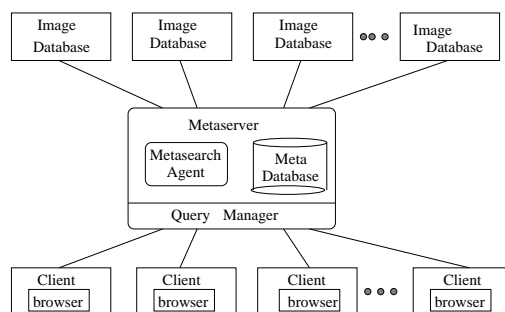 Image
Database
Image
Database
Image
Database
Image
Database
Metaserver
Metasearch
Agent
Meta
Database
Query Manager
Client
browser
Client
browser
Client
browser
Client
browser